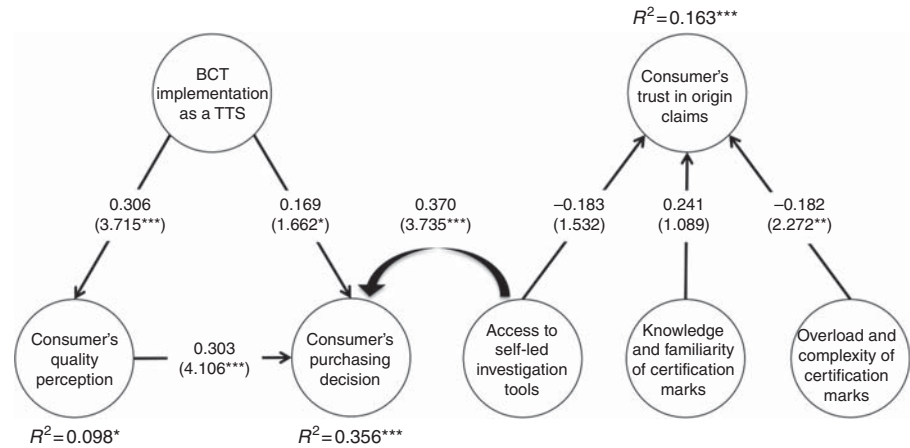 R² = 0.163***
BCT
implementation
as a TTS
Consumer’s
trust in origin
claims
0.306
(3.715***)
0.169
(1.662*)
0.370
(3.735***)
–0.183
(1.532)
0.241
(1.089)
–0.182
(2.272**)
Consumer’s
quality
perception
0.303
(4.106***)
Consumer’s
purchasing
decision
Access to
self-led
investigation
tools
Knowledge
and familiarity
of certification
marks
Overload and
complexity of
certification
marks
R² = 0.098*
R² = 0.356***